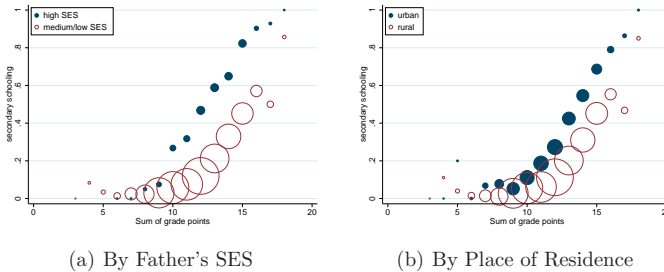 high SES
medium/low SES
secondary schooling
0 .2 .4 .6 .8 1
0 5 10 15 20
Sum of grade points
(a) By Father's SES
urban
rural
secondary schooling
0 .2 .4 .6 .8 1
0 5 10 15 20
Sum of grade points
(b) By Place of Residence